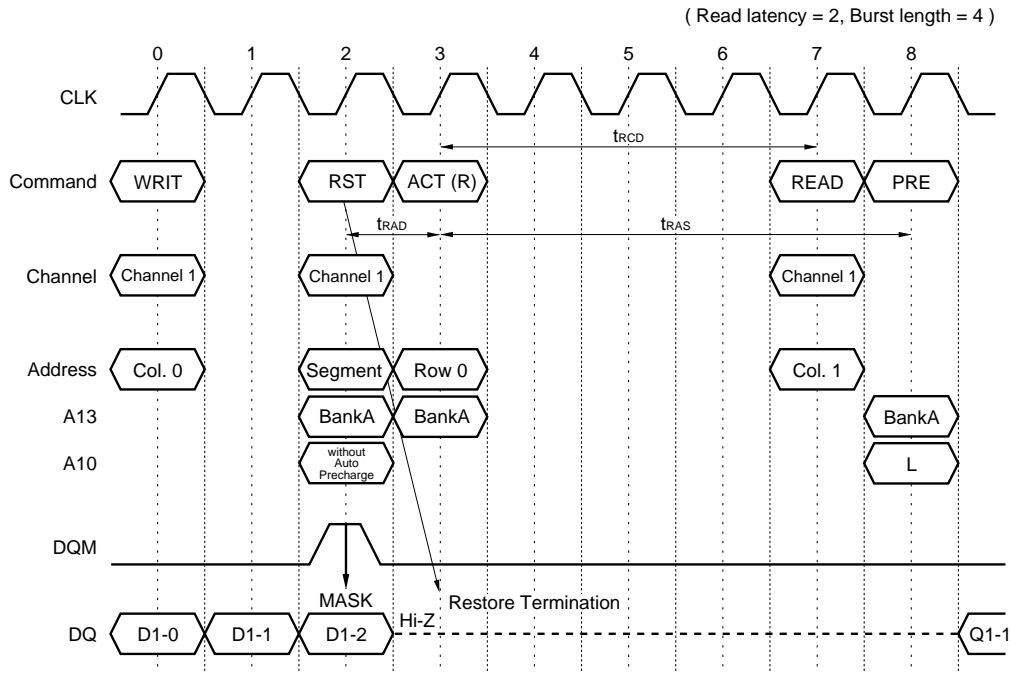 ( Read latency = 2, Burst length = 4 )
0 1 2 3 4 5 6 7 8
CLK
tRCD
Command WRIT RST ACT (R) READ PRE
tRAD tRAS
Channel Channel 1 Channel 1 Channel 1
Address Col. 0 Segment Row 0 Col. 1
A13 BankA BankA BankA
A10 without Auto Precharge L
DQM
MASK Restore Termination
Hi-Z
DQ D1-0 D1-1 D1-2 Q1-1